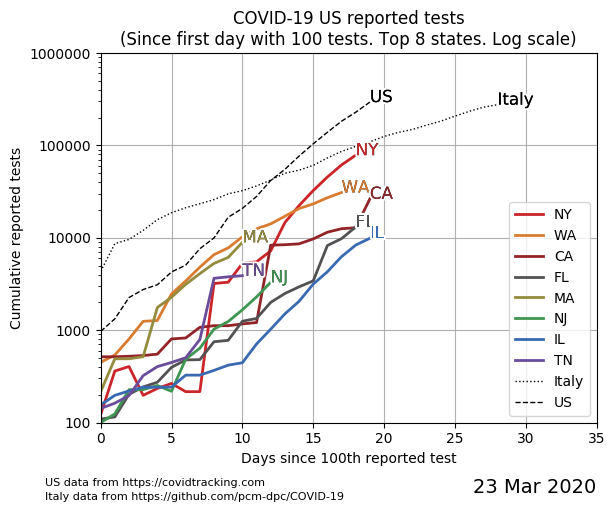 COVID-19 US reported tests
(Since first day with 100 tests. Top 8 states. Log scale)
Cumulative reported tests
1000000
100000
10000
1000
100
US
Italy
NY
WA
CA
FL
IL
MA
TN
NJ
NY
WA
CA
FL
MA
NJ
IL
TN
Italy
US
0 5 10 15 20 25 30 35
Days since 100th reported test
US data from https://covidtracking.com
Italy data from https://github.com/pcm-dpc/COVID-19
23 Mar 2020